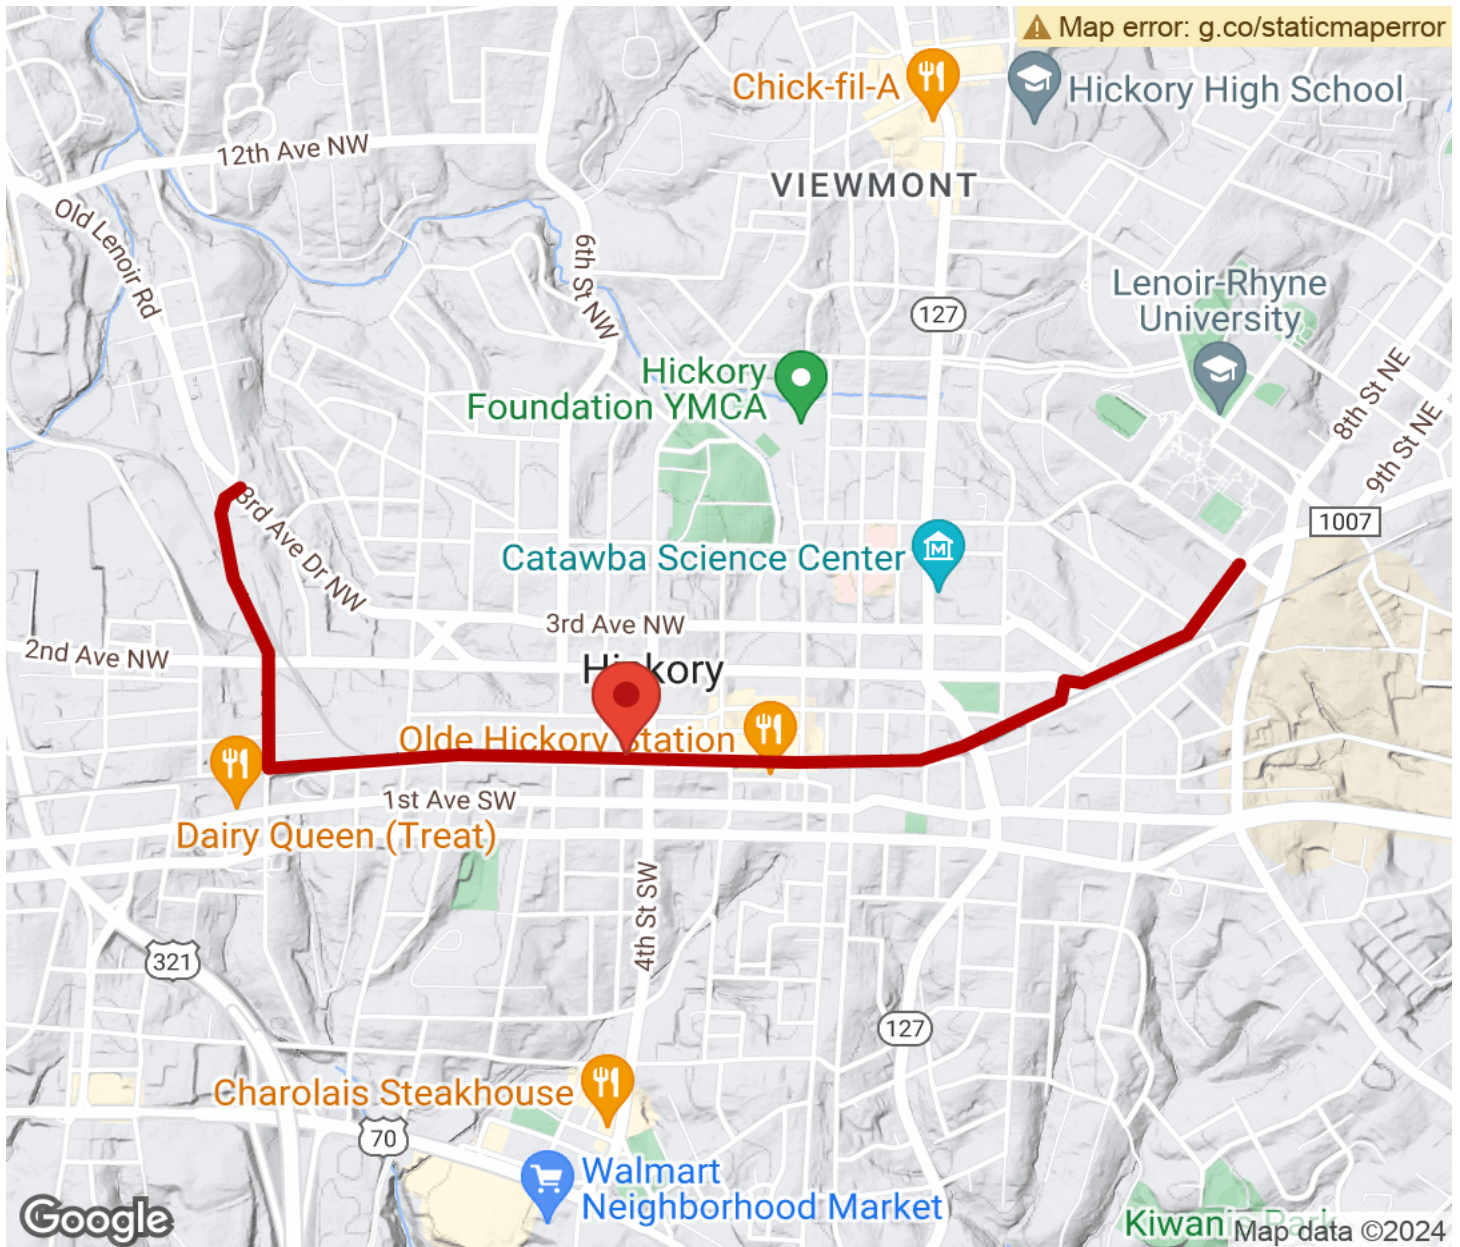 Map error: g.co/staticmaperror
Chick-fil-A
Hickory High School
12th Ave NW
VIEWMONT
Old Lenoir Rd
6th St NW
Lenoir-Rhyne
University
127
Hickory
Foundation YMCA
8th St NE
9th St NE
3rd Ave Dr NW
1007
Catawba Science Center
3rd Ave NW
2nd Ave NW
Hickory
Olde Hickory Station
1st Ave SW
Dairy Queen (Treat)
4th St SW
321
127
Charolais Steakhouse
70
Walmart
Neighborhood Market
Google
Kiwanis Park
Map data ©2024